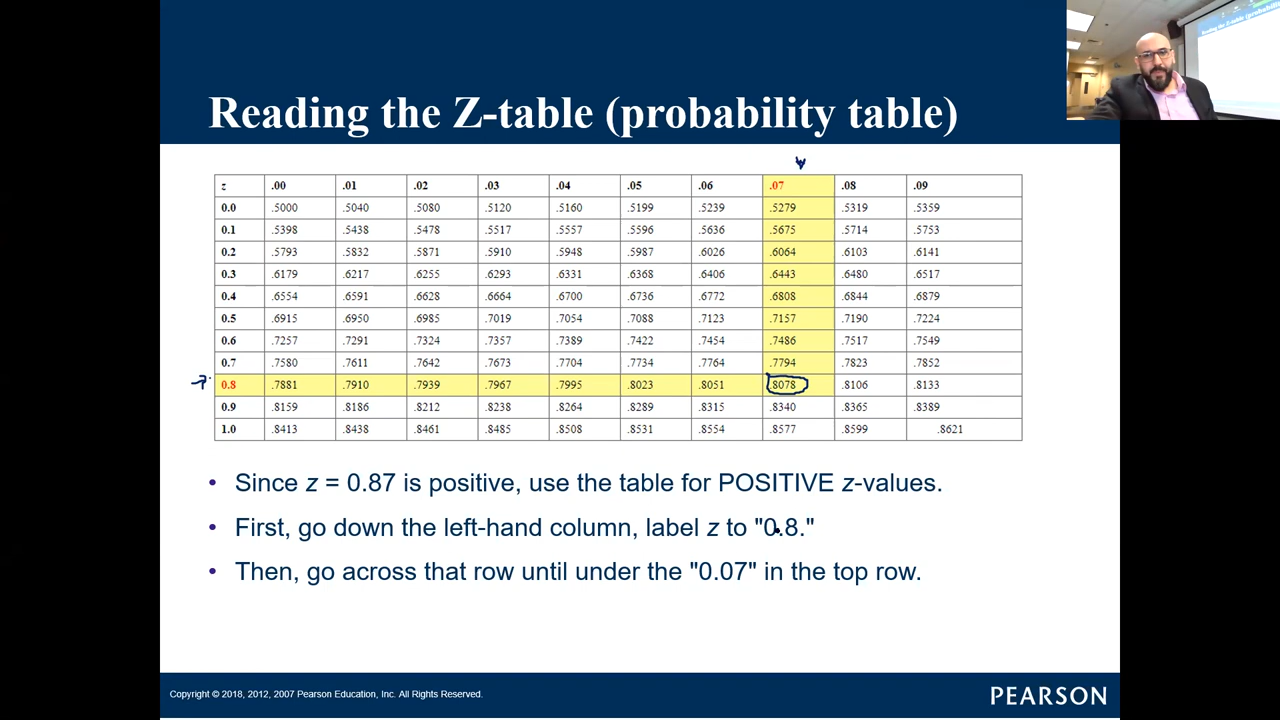 Reading the Z-table (probability table)
z .00 .01 .02 .03 .04 .05 .06 .07 .08 .09
0.0 .5000 .5040 .5080 .5120 .5160 .5199 .5239 .5279 .5319 .5359
0.1 .5398 .5438 .5478 .5517 .5557 .5596 .5636 .5675 .5714 .5753
0.2 .5793 .5832 .5871 .5910 .5948 .5987 .6026 .6064 .6103 .6141
0.3 .6179 .6217 .6255 .6293 .6331 .6368 .6406 .6443 .6480 .6517
0.4 .6554 .6591 .6628 .6664 .6700 .6736 .6772 .6808 .6844 .6879
0.5 .6915 .6950 .6985 .7019 .7054 .7088 .7123 .7157 .7190 .7224
0.6 .7257 .7291 .7324 .7357 .7389 .7422 .7454 .7486 .7517 .7549
0.7 .7580 .7611 .7642 .7673 .7704 .7734 .7764 .7794 .7823 .7852
0.8 .7881 .7910 .7939 .7967 .7995 .8023 .8051 .8078 .8106 .8133
0.9 .8159 .8186 .8212 .8238 .8264 .8289 .8315 .8340 .8365 .8389
1.0 .8413 .8438 .8461 .8485 .8508 .8531 .8554 .8577 .8599 .8621
• Since z = 0.87 is positive, use the table for POSITIVE z-values.
• First, go down the left-hand column, label z to "0.8."
• Then, go across that row until under the "0.07" in the top row.
Copyright © 2018, 2012, 2007 Pearson Education, Inc. All Rights Reserved.
PEARSON